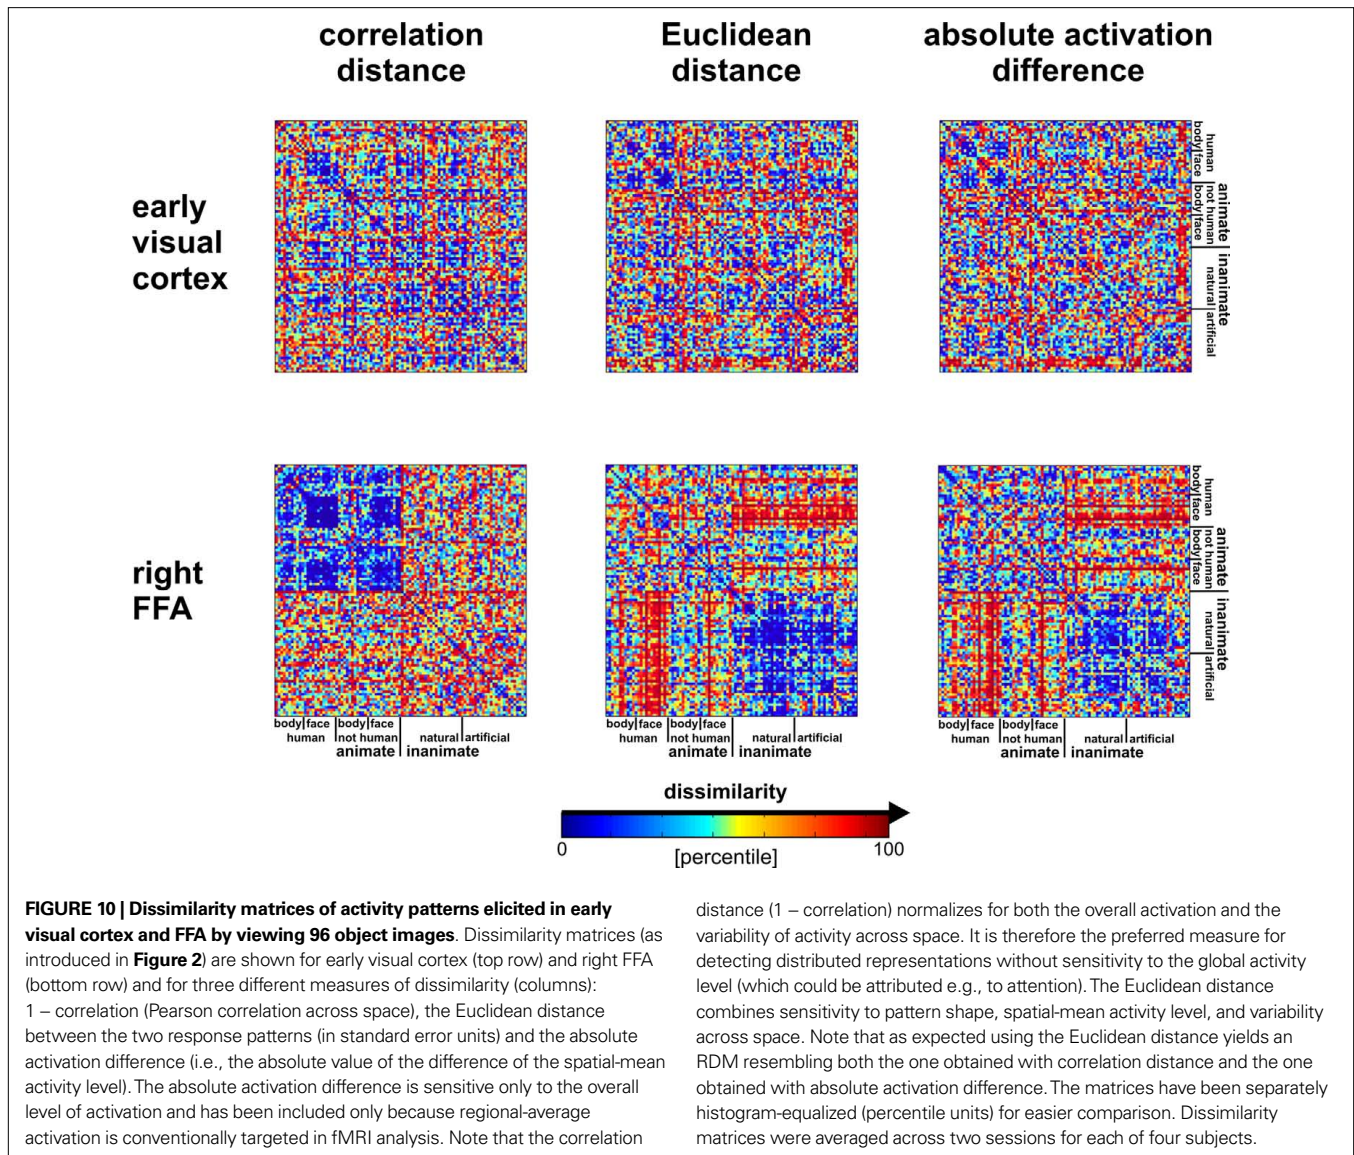 correlation
distance
Euclidean
distance
absolute activation
difference
early
visual
cortex
human
body face
animate
not human
body face
inanimate
natural artificial
right
FFA
human
body face
animate
not human
body face
inanimate
natural artificial
body face body face
human not human natural artificial
animate inanimate
body face body face
human not human natural artificial
animate inanimate
body face body face
human not human natural artificial
animate inanimate
dissimilarity
0 [percentile] 100
FIGURE 10 | Dissimilarity matrices of activity patterns elicited in early
visual cortex and FFA by viewing 96 object images. Dissimilarity matrices (as
introduced in Figure 2) are shown for early visual cortex (top row) and right FFA
(bottom row) and for three different measures of dissimilarity (columns):
1 – correlation (Pearson correlation across space), the Euclidean distance
between the two response patterns (in standard error units) and the absolute
activation difference (i.e., the absolute value of the difference of the spatial-mean
activity level). The absolute activation difference is sensitive only to the overall
level of activation and has been included only because regional-average
activation is conventionally targeted in fMRI analysis. Note that the correlation
distance (1 – correlation) normalizes for both the overall activation and the
variability of activity across space. It is therefore the preferred measure for
detecting distributed representations without sensitivity to the global activity
level (which could be attributed e.g., to attention). The Euclidean distance
combines sensitivity to pattern shape, spatial-mean activity level, and variability
across space. Note that as expected using the Euclidean distance yields an
RDM resembling both the one obtained with correlation distance and the one
obtained with absolute activation difference. The matrices have been separately
histogram-equalized (percentile units) for easier comparison. Dissimilarity
matrices were averaged across two sessions for each of four subjects.